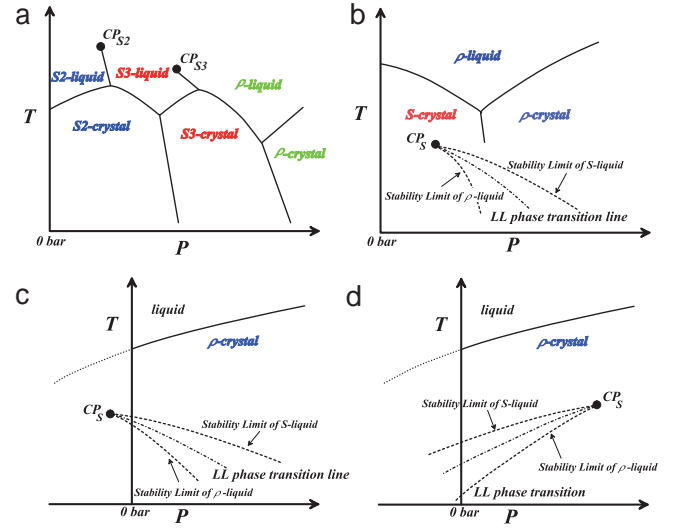 a
CP S2
CP S3
S2-liquid
S3-liquid
ρ-liquid
T
S2-crystal
S3-crystal
ρ-crystal
0 bar
P
b
ρ-liquid
T
S-crystal
ρ-crystal
CP S
Stability Limit of S-liquid
Stability Limit of ρ-liquid
LL phase transition line
0 bar
P
c
liquid
T
ρ-crystal
CP S
Stability Limit of S-liquid
LL phase transition line
Stability Limit of ρ-liquid
0 bar
P
d
liquid
T
ρ-crystal
CP S
Stability Limit of S-liquid
Stability Limit of ρ-liquid
LL phase transition
0 bar
P